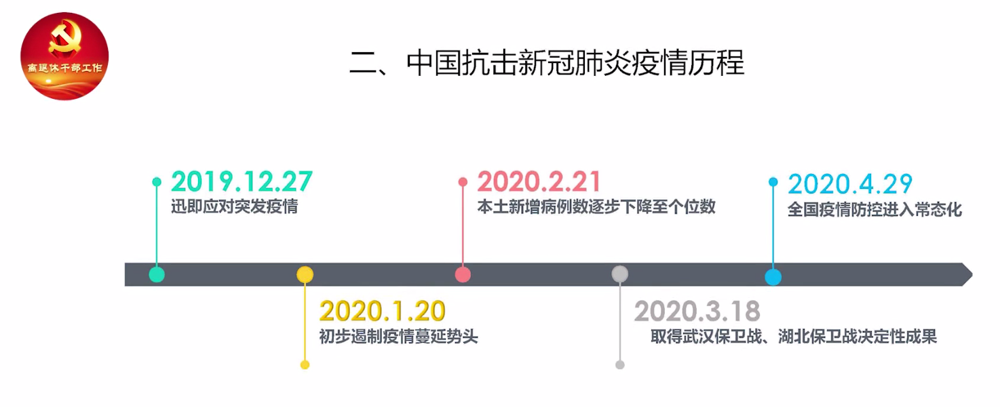 离退休干部工作
二、中国抗击新冠肺炎疫情历程
2019.12.27
迅即应对突发疫情
2020.1.20
初步遏制疫情蔓延势头
2020.2.21
本土新增病例数逐步下降至个位数
2020.3.18
取得武汉保卫战、湖北保卫战决定性成果
2020.4.29
全国疫情防控进入常态化